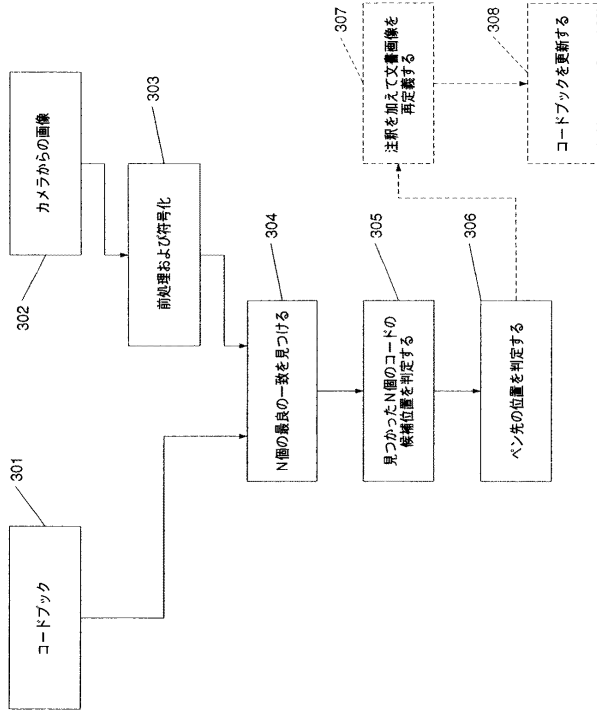 301
コードブック
302
カメラからの画像
303
前処理および符号化
304
N個の最良の一致を見つける
305
見つかったN個のコードの
候補位置を判定する
306
ペン先の位置を判定する
307
注釈を加えて文書画像を
再定義する
308
コードブックを更新する